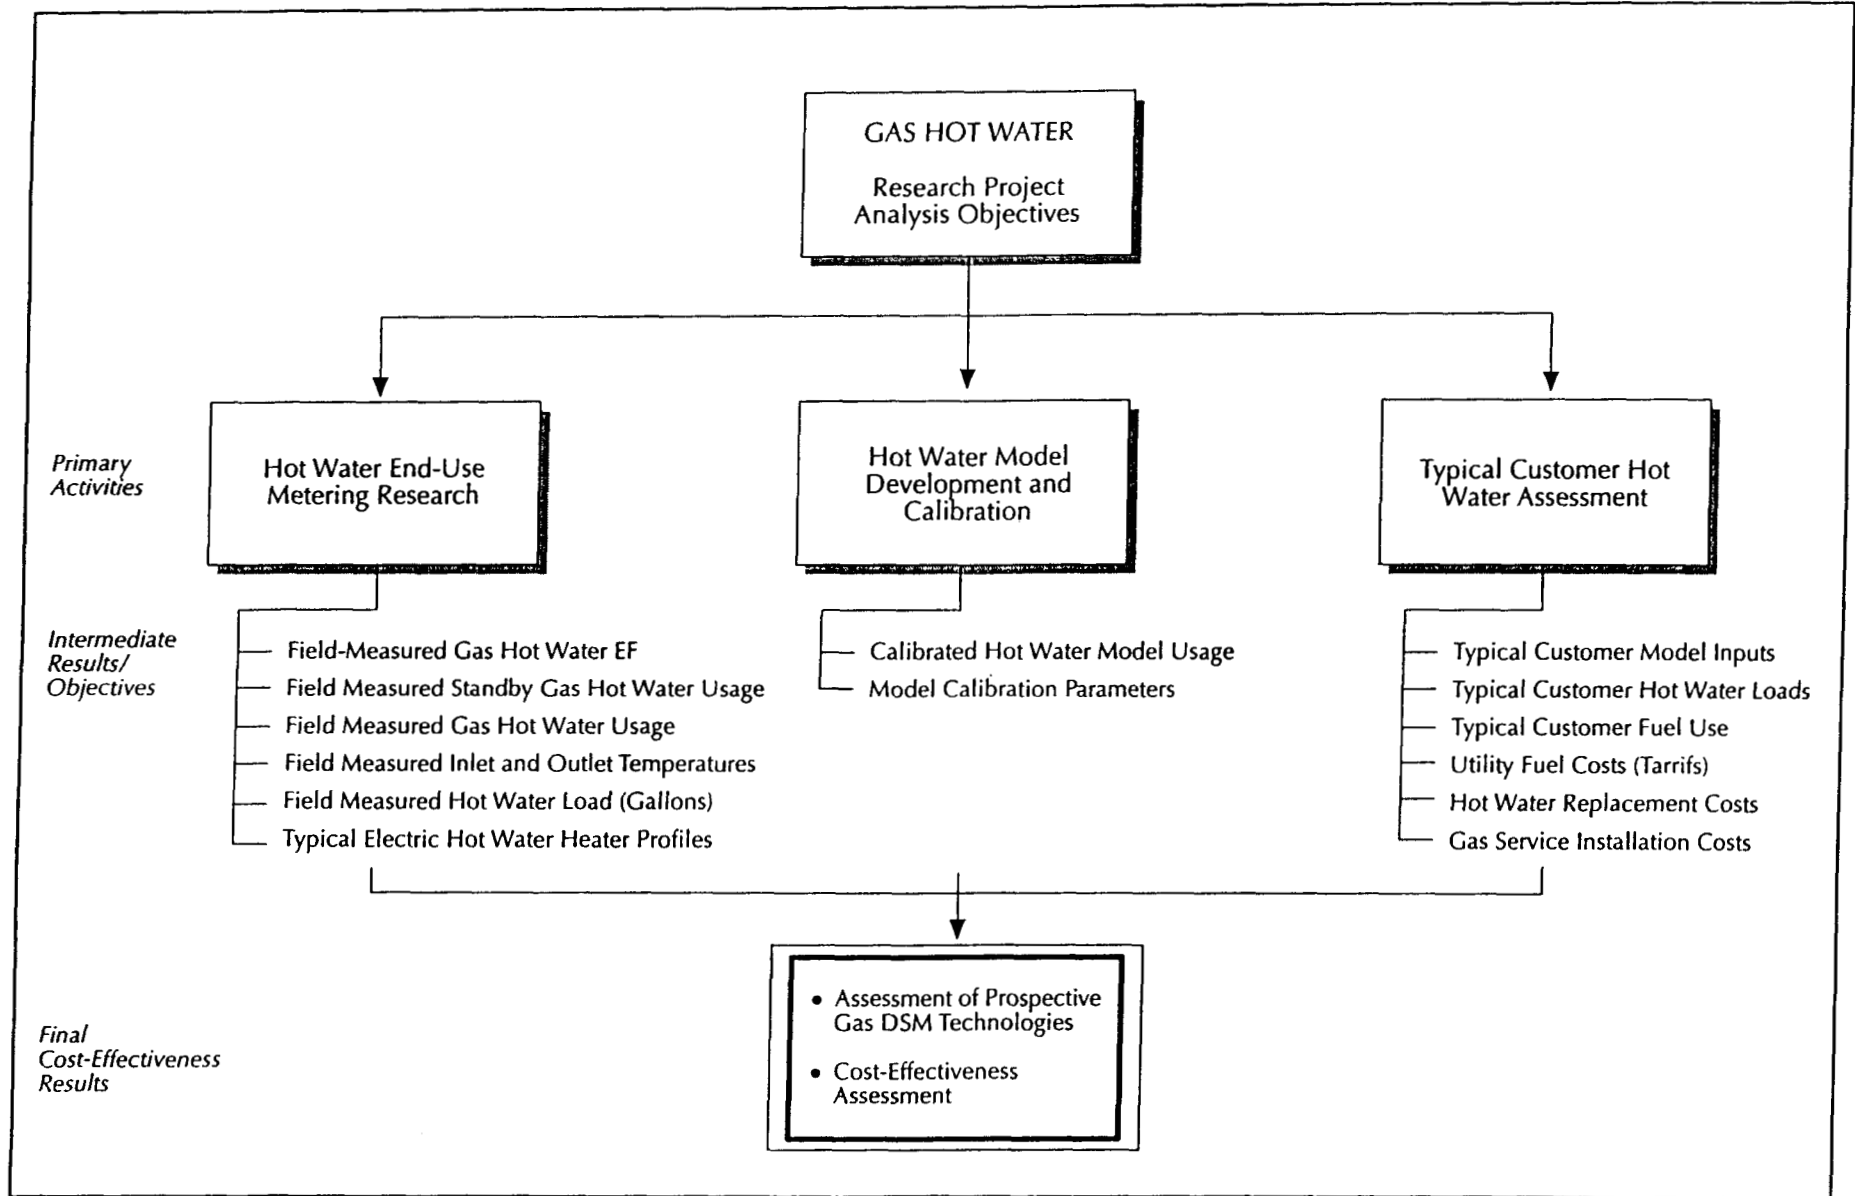 GAS HOT WATER
Research Project
Analysis Objectives
Primary
Activities
Hot Water End-Use
Metering Research
Hot Water Model
Development and
Calibration
Typical Customer Hot
Water Assessment
Intermediate
Results/
Objectives
Field-Measured Gas Hot Water EF
Field Measured Standby Gas Hot Water Usage
Field Measured Gas Hot Water Usage
Field Measured Inlet and Outlet Temperatures
Field Measured Hot Water Load (Gallons)
Typical Electric Hot Water Heater Profiles
Calibrated Hot Water Model Usage
Model Calibration Parameters
Typical Customer Model Inputs
Typical Customer Hot Water Loads
Typical Customer Fuel Use
Utility Fuel Costs (Tarrifs)
Hot Water Replacement Costs
Gas Service Installation Costs
Final
Cost-Effectiveness
Results
• Assessment of Prospective
Gas DSM Technologies
• Cost-Effectiveness
Assessment